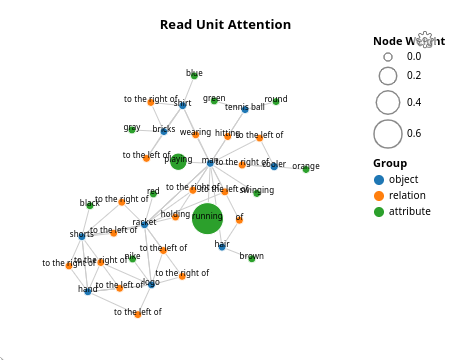 Read Unit Attention
Node Weight
0.0
0.2
0.4
0.6
Group
object
relation
attribute
blue
to the right of
shirt
green
tennis ball
round
gray
bricks
wearing
hitting
to the left of
to the left of
playing
man
to the right of
cooler
orange
red
to the right of
to the left of
swinging
black
to the right of
holding
running
of
racket
shorts
to the left of
hair
to the left of
nike
brown
to the right of
to the right of
to the right of
hand
to the left of
logo
to the left of